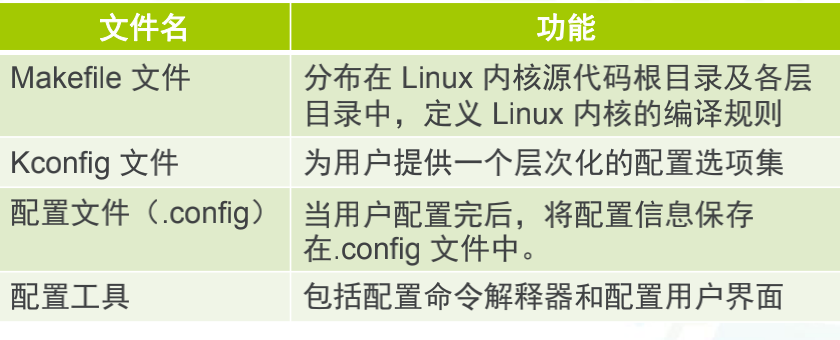 文件名 功能
Makefile 文件 分布在 Linux 内核源代码根目录及各层
目录中，定义 Linux 内核的编译规则
Kconfig 文件 为用户提供一个层次化的配置选项集
配置文件（.config） 当用户配置完后，将配置信息保存
在.config 文件中。
配置工具 包括配置命令解释器和配置用户界面